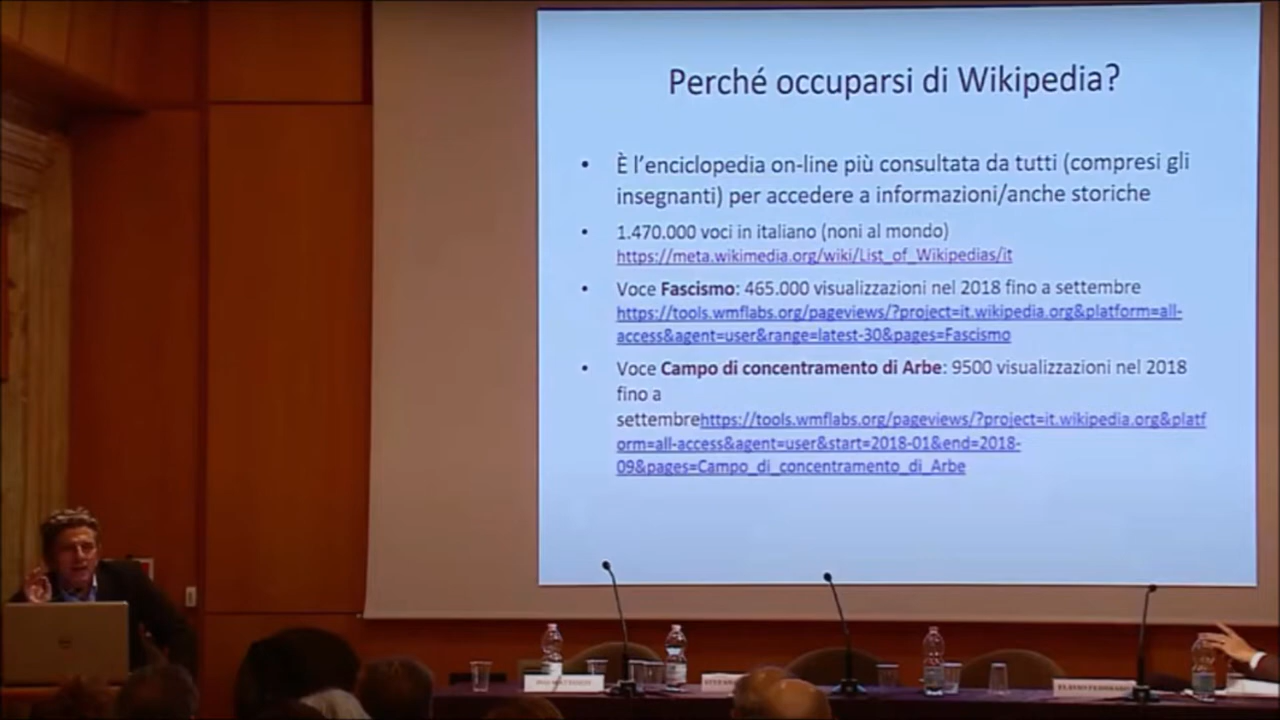 Perché occuparsi di Wikipedia?
• È l'enciclopedia on-line più consultata da tutti (compresi gli
insegnanti) per accedere a informazioni/anche storiche
• 1.470.000 voci in italiano (noni al mondo)
https://meta.wikimedia.org/wiki/List_of_Wikipedias/it
• Voce Fascismo: 465.000 visualizzazioni nel 2018 fino a settembre
https://tools.wmflabs.org/pageviews/?project=it.wikipedia.org&platform=all-
access&agent=user&range=latest-30&pages=Fascismo
• Voce Campo di concentramento di Arbe: 9500 visualizzazioni nel 2018
fino a
settembrehttps://tools.wmflabs.org/pageviews/?project=it.wikipedia.org&platf
orm=all-access&agent=user&start=2018-01&end=2018-
09&pages=Campo_di_concentramento_di_Arbe